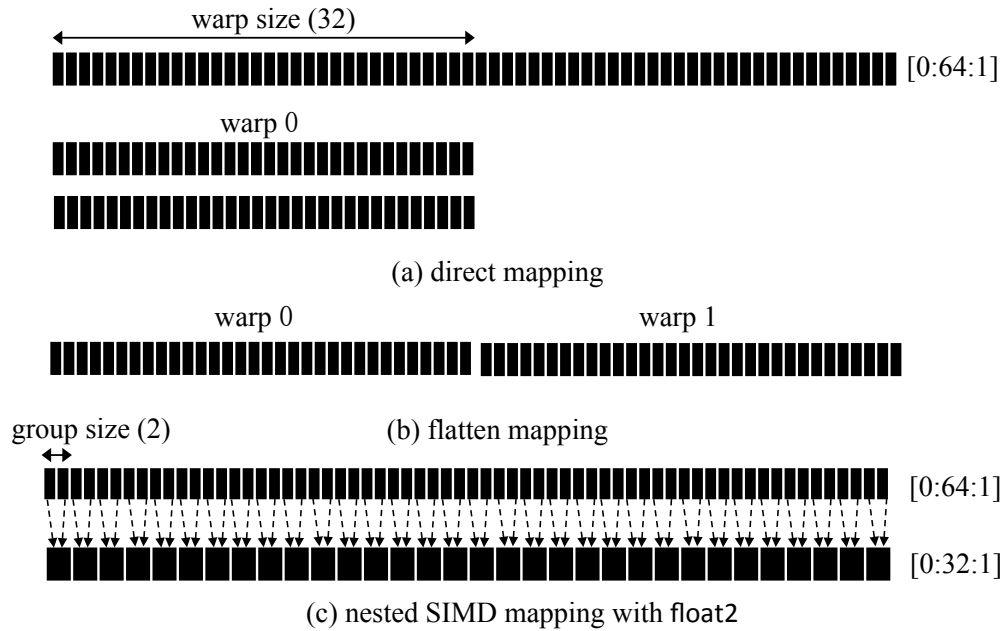 warp size (32)
[0:64:1]
warp 0
(a) direct mapping
warp 0 warp 1
group size (2)
(b) flatten mapping
[0:64:1]
[0:32:1]
(c) nested SIMD mapping with float2